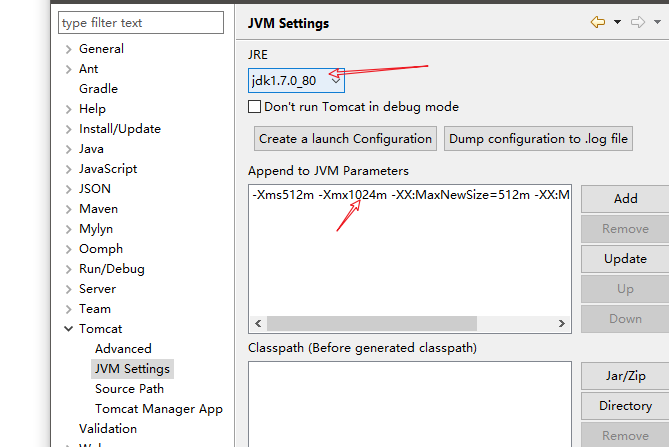 type filter text
General
Ant
Gradle
Help
Install/Update
Java
JavaScript
JSON
Maven
Mylyn
Oomph
Run/Debug
Server
Team
Tomcat
Advanced
JVM Settings
Source Path
Tomcat Manager App
Validation
JVM Settings
JRE
jdk1.7.0_80
Don't run Tomcat in debug mode
Create a launch Configuration
Dump configuration to .log file
Append to JVM Parameters
-Xms512m -Xmx1024m -XX:MaxNewSize=512m -XX:M
Add
Remove
Update
Up
Down
Classpath (Before generated classpath)
Jar/Zip
Directory
Remove